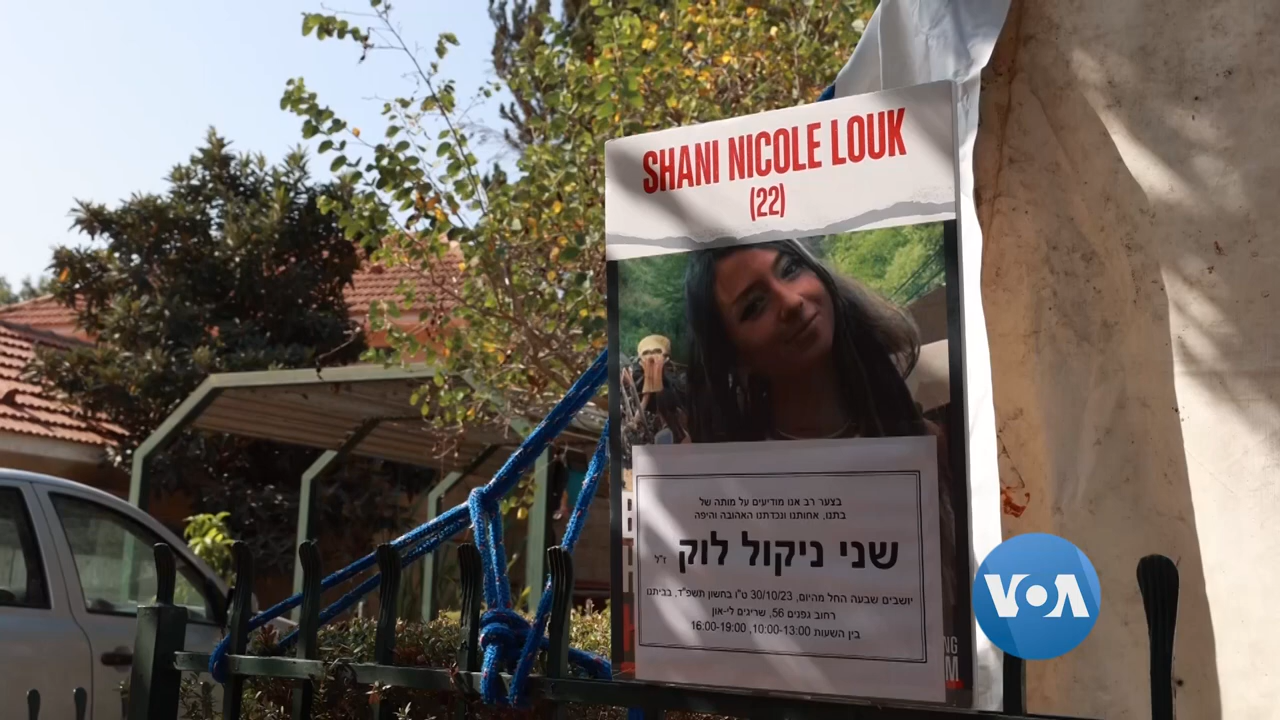 SHANI NICOLE LOUK
(22)
בצער רב אנו מודיעים על מותה של
בתנו, אחותנו ונכדתנו האהובה והיפה
שני ניקול לוק ז"ל
יושבים שבעה החל מהיום, 30/10/23 ט"ו בחשון תשפ"ד, בביתנו
רחוב גפנים 56, שריגים לי-און
בין השעות 10:00-13:00, 16:00-19:00
VOA